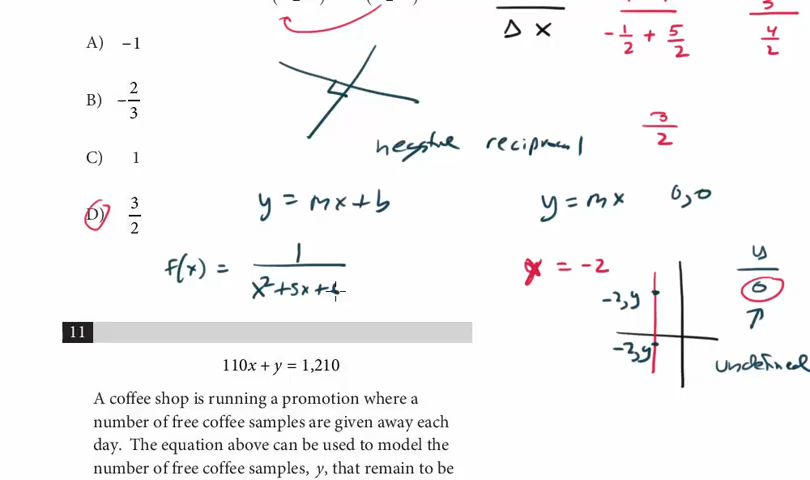 Δ x
-1/2 + 5/2
4/2
A) −1
B) −2/3
C) 1
D) 3/2
negative reciprocal
3/2
y = mx + b
y = mx
0,0
f(x) = 1/(x²+5x+6
x = -2
y
0
-2,y
-2,y
undefined
11
110x + y = 1,210
A coffee shop is running a promotion where a
number of free coffee samples are given away each
day. The equation above can be used to model the
number of free coffee samples, y, that remain to be